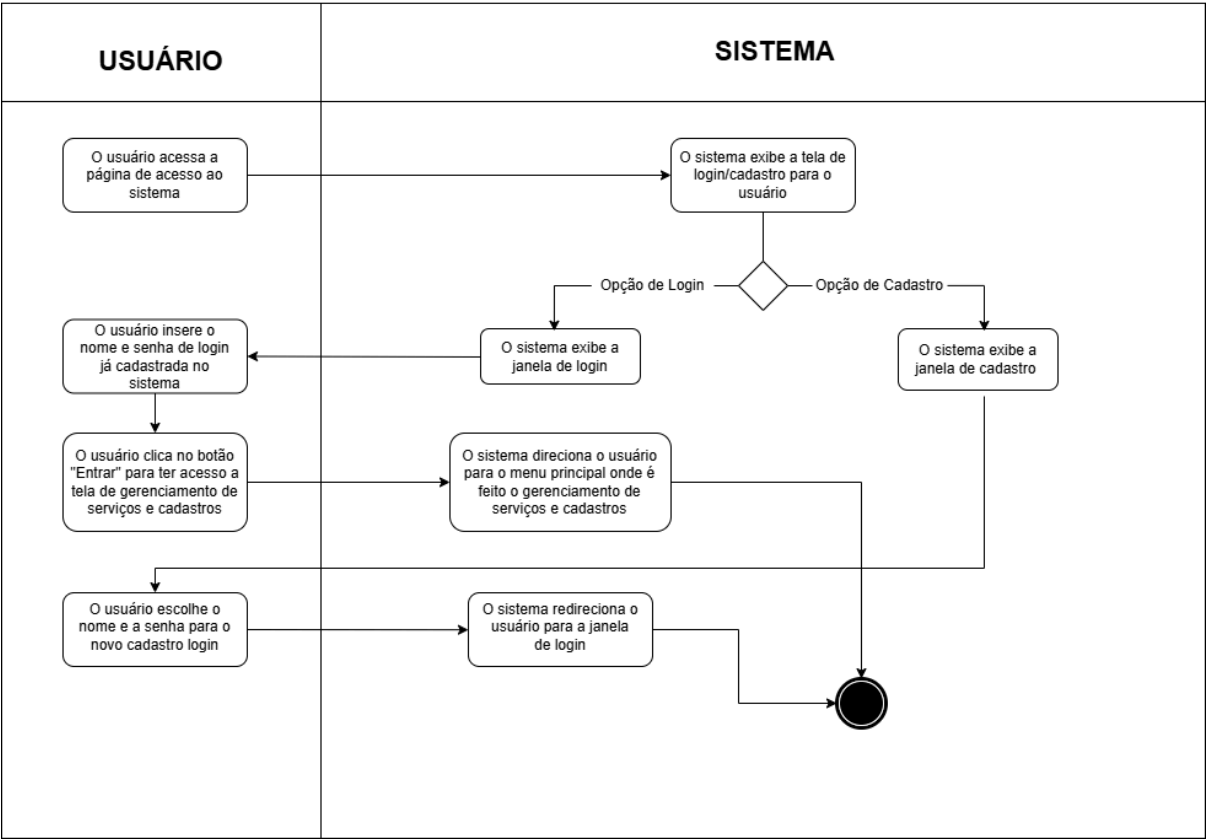 USUÁRIO
SISTEMA
O usuário acessa a
página de acesso ao
sistema
O sistema exibe a tela de
login/cadastro para o
usuário
Opção de Login
Opção de Cadastro
O usuário insere o
nome e senha de login
já cadastrada no
sistema
O sistema exibe a
janela de login
O sistema exibe a
janela de cadastro
O usuário clica no botão
"Entrar" para ter acesso a
tela de gerenciamento de
serviços e cadastros
O sistema direciona o usuário
para o menu principal onde é
feito o gerenciamento de
serviços e cadastros
O usuário escolhe o
nome e a senha para o
novo cadastro login
O sistema redireciona o
usuário para a janela
de login